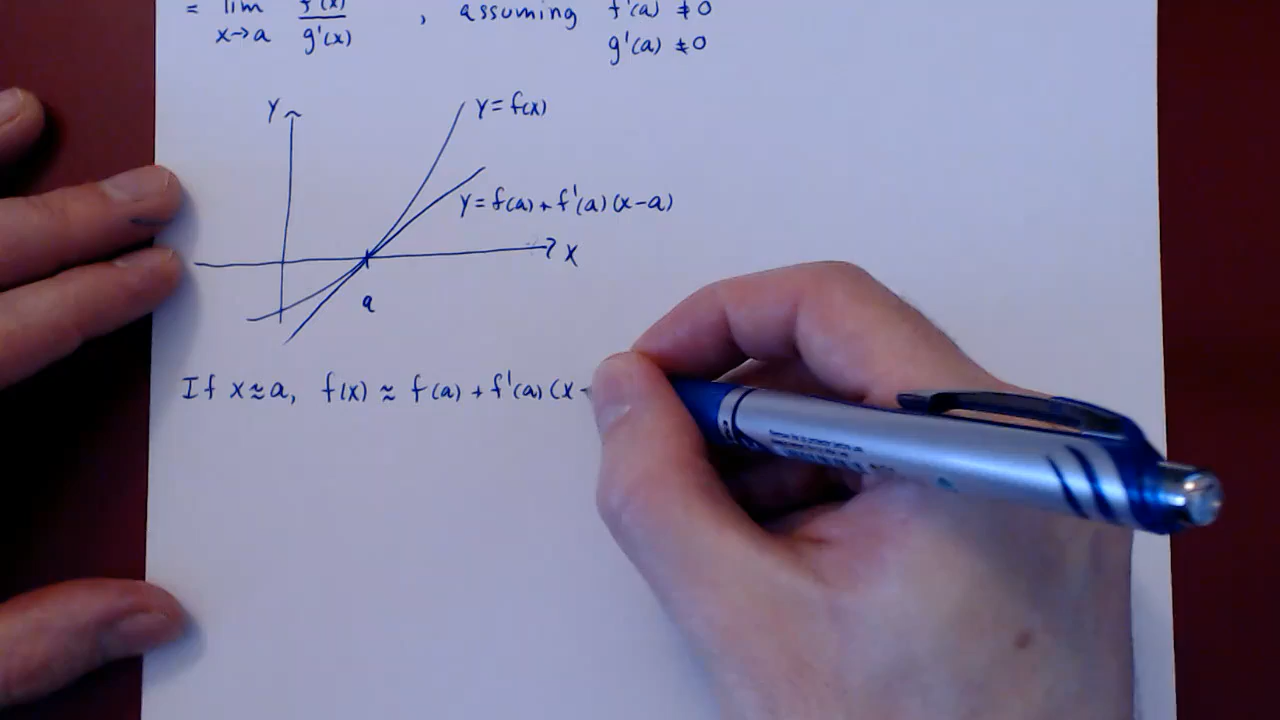 = lim f'(x) / g'(x) , assuming f'(a) ≠ 0
x→a g'(a) ≠ 0
Y
y = f(x)
y = f(a) + f'(a) (x-a)
x
a
If x ≈ a, f(x) ≈ f(a) + f'(a) (x -